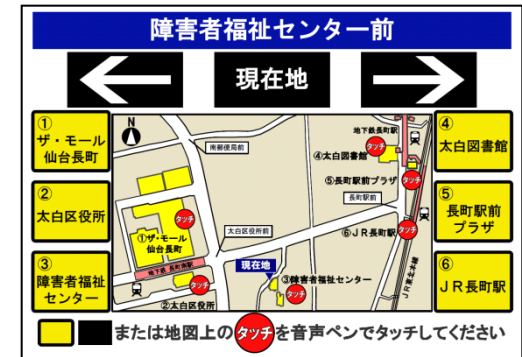 障害者福祉センター前
現在地
①
ザ・モール
仙台長町
②
太白区役所
③
障害者福祉
センター
④
太白図書館
⑤
長町駅前
プラザ
⑥
JR長町駅
N
南郵便局前
地下鉄長町駅
タッチ
④太白図書館
⑤長町駅前プラザ
タッチ
長町駅前
タッチ
①ザ・モール
仙台長町
太白区役所前
⑥JR長町駅
タッチ
地下鉄 長町南駅
現在地
③障害者福祉センター
タッチ
タッチ
②太白区役所
JR東北本線
または地図上のタッチを音声ペンでタッチしてください